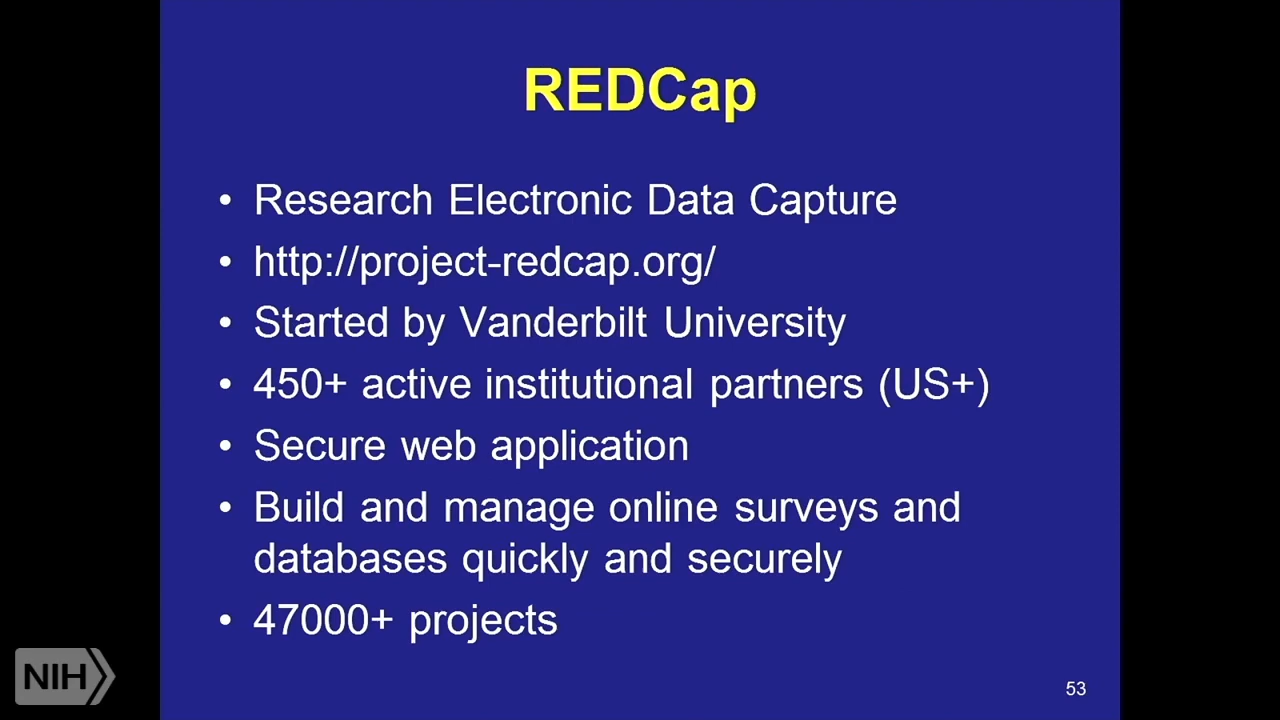 REDCap
• Research Electronic Data Capture
• http://project-redcap.org/
• Started by Vanderbilt University
• 450+ active institutional partners (US+)
• Secure web application
• Build and manage online surveys and
databases quickly and securely
• 47000+ projects
NIH
53